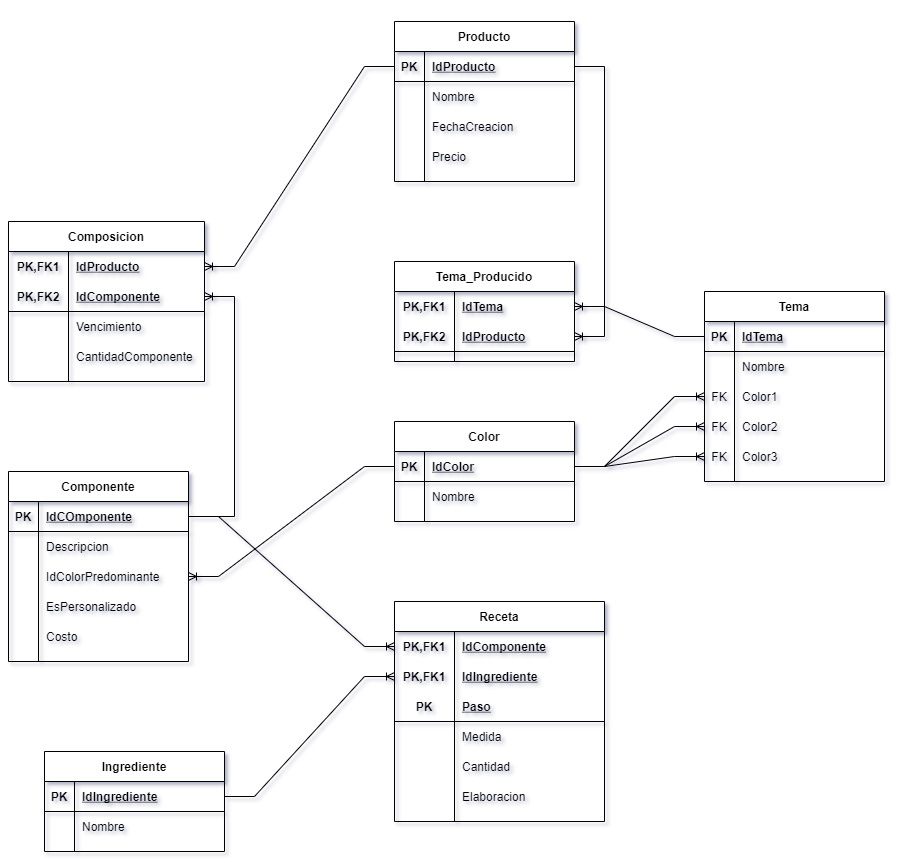 Producto
PK IdProducto
Nombre
FechaCreacion
Precio
Composicion
PK,FK1 IdProducto
PK,FK2 IdComponente
Vencimiento
CantidadComponente
Tema_Producido
PK,FK1 IdTema
PK,FK2 IdProducto
Tema
PK IdTema
Nombre
FK Color1
FK Color2
FK Color3
Color
PK IdColor
Nombre
Componente
PK IdCOmponente
Descripcion
IdColorPredominante
EsPersonalizado
Costo
Receta
PK,FK1 IdComponente
PK,FK1 IdIngrediente
PK Paso
Medida
Cantidad
Elaboracion
Ingrediente
PK IdIngrediente
Nombre